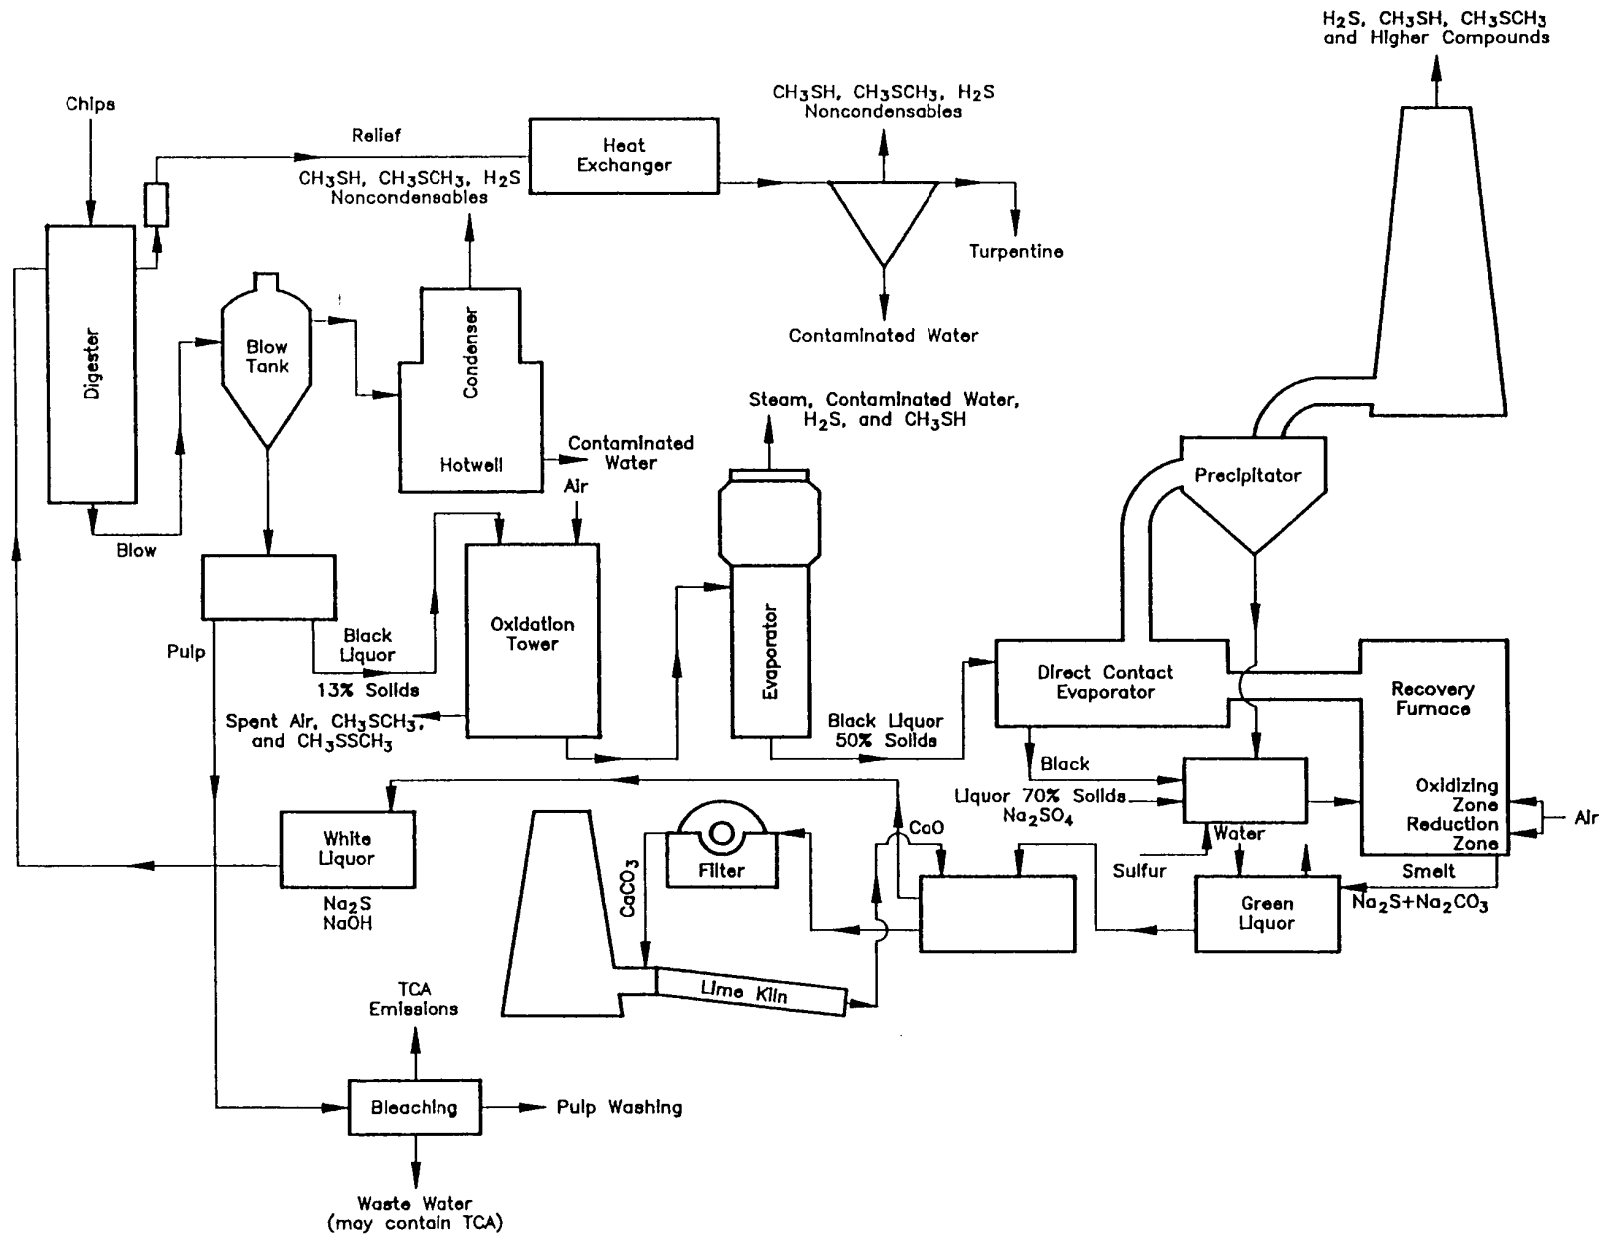 H2S, CH3SH, CH3SCH3
and Higher Compounds
Chips
CH3SH, CH3SCH3, H2S
Noncondensables
Relief
Heat
Exchanger
CH3SH, CH3SCH3, H2S
Noncondensables
Turpentine
Digester
Blow
Tank
Condenser
Contaminated Water
Steam, Contaminated Water,
H2S, and CH3SH
Hotwell
Contaminated
Water
Precipitator
Air
Blow
Oxidation
Tower
Evaporator
Black
Liquor
13% Solids
Pulp
Direct Contact
Evaporator
Recovery
Furnace
Spent Air, CH3SCH3,
and CH3SSCH3
Black Liquor
50% Solids
Black
Liquor 70% Solids
Na2SO4
Oxidizing
Zone
Reduction
Zone
Air
White
Liquor
Filter
CaO
Water
Sulfur
Smelt
Na2S+Na2CO3
CaCO3
Na2S
NaOH
Green
Liquor
Lime Kiln
TCA
Emissions
Bleaching
Pulp Washing
Waste Water
(may contain TCA)